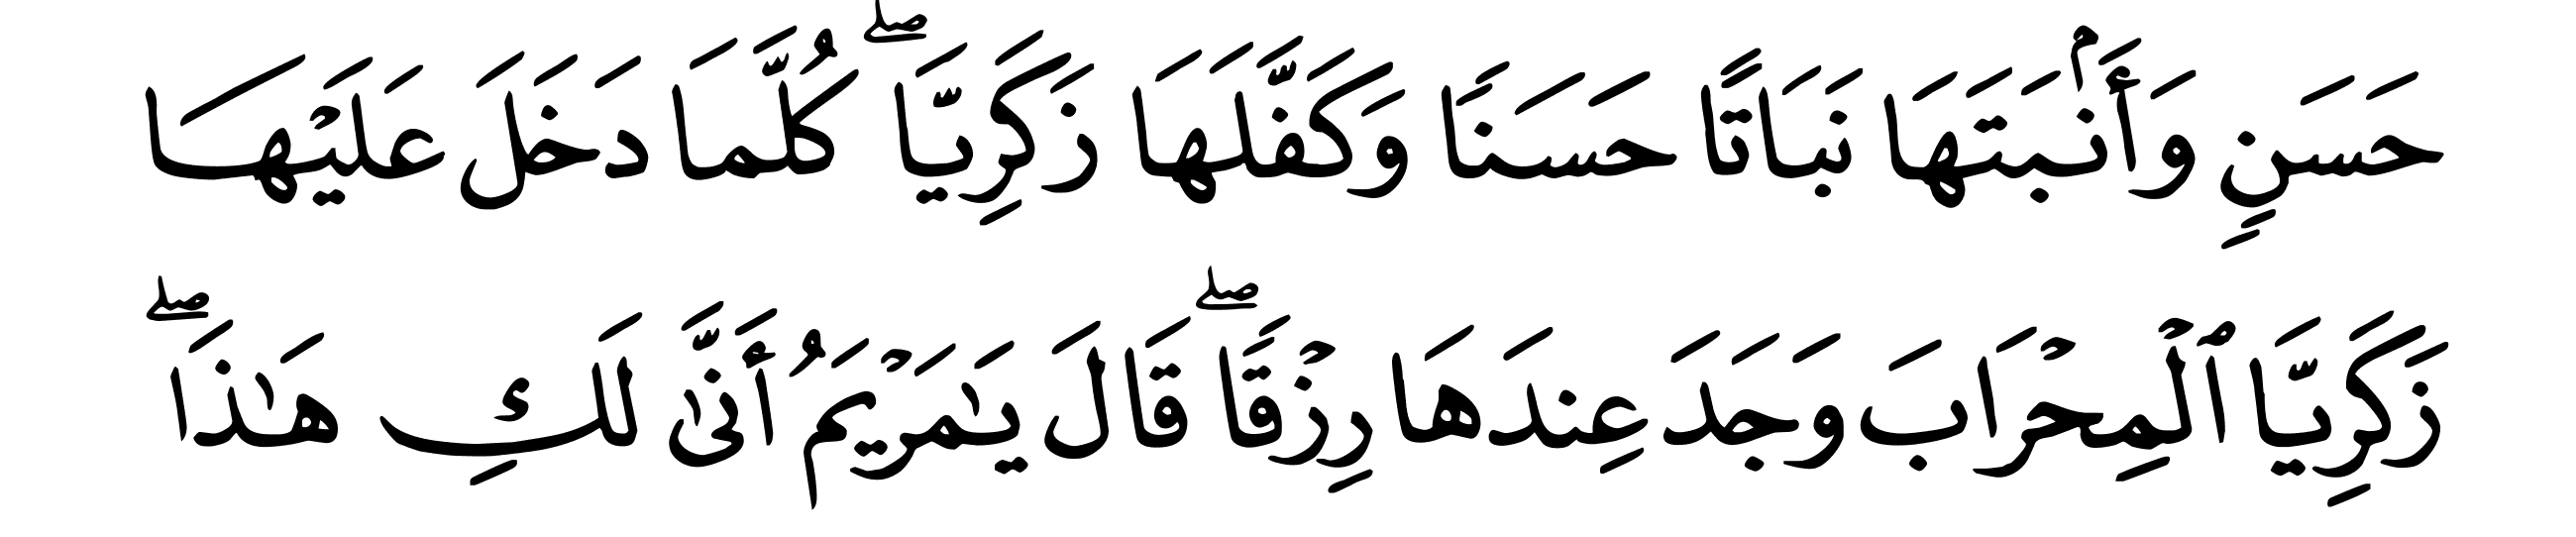 حَسَنٍ وَأَنۢبَتَهَا نَبَاتًا حَسَنًا وَكَفَّلَهَا زَكَرِيَّاۖ كُلَّمَا دَخَلَ عَلَيۡهَا
زَكَرِيَّا ٱلۡمِحۡرَابَ وَجَدَ عِندَهَا رِزۡقًاۖ قَالَ يَٰمَرۡيَمُ أَنَّىٰ لَكِ هَٰذَاۖ